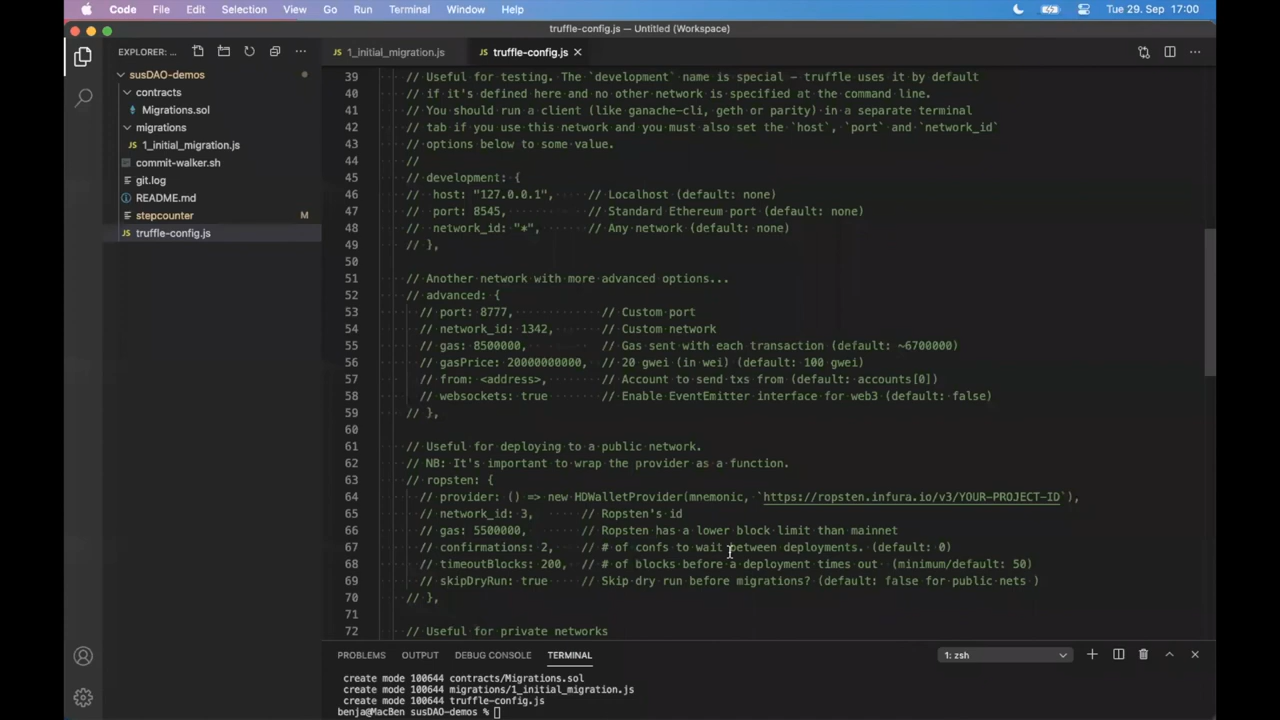 Code File Edit Selection View Go Run Terminal Window Help Tue 29. Sep 17:00
truffle-config.js — Untitled (Workspace)
EXPLORER: ...
1_initial_migration.js
truffle-config.js
susDAO-demos
contracts
Migrations.sol
migrations
1_initial_migration.js
commit-walker.sh
git.log
README.md
stepcounter M
truffle-config.js
39 // Useful for testing. The `development` name is special - truffle uses it by default
40 // if it's defined here and no other network is specified at the command line.
41 // You should run a client (like ganache-cli, geth or parity) in a separate terminal
42 // tab if you use this network and you must also set the `host`, `port` and `network_id`
43 // options below to some value.
44 //
45 // development: {
46 // host: "127.0.0.1", // Localhost (default: none)
47 // port: 8545, // Standard Ethereum port (default: none)
48 // network_id: "*", // Any network (default: none)
49 // },
50
51 // Another network with more advanced options...
52 // advanced: {
53 // port: 8777, // Custom port
54 // network_id: 1342, // Custom network
55 // gas: 8500000, // Gas sent with each transaction (default: ~6700000)
56 // gasPrice: 20000000000, // 20 gwei (in wei) (default: 100 gwei)
57 // from: <address>, // Account to send txs from (default: accounts[0])
58 // websockets: true // Enable EventEmitter interface for web3 (default: false)
59 // },
60
61 // Useful for deploying to a public network.
62 // NB: It's important to wrap the provider as a function.
63 // ropsten: {
64 // provider: () => new HDWalletProvider(mnemonic, `https://ropsten.infura.io/v3/YOUR-PROJECT-ID`),
65 // network_id: 3, // Ropsten's id
66 // gas: 5500000, // Ropsten has a lower block limit than mainnet
67 // confirmations: 2, // # of confs to wait between deployments. (default: 0)
68 // timeoutBlocks: 200, // # of blocks before a deployment times out (minimum/default: 50)
69 // skipDryRun: true // Skip dry run before migrations? (default: false for public nets )
70 // },
71
72 // Useful for private networks
PROBLEMS OUTPUT DEBUG CONSOLE TERMINAL 1: zsh
create mode 100644 contracts/Migrations.sol
create mode 100644 migrations/1_initial_migration.js
create mode 100644 truffle-config.js
benja@MacBen susDAO-demos %